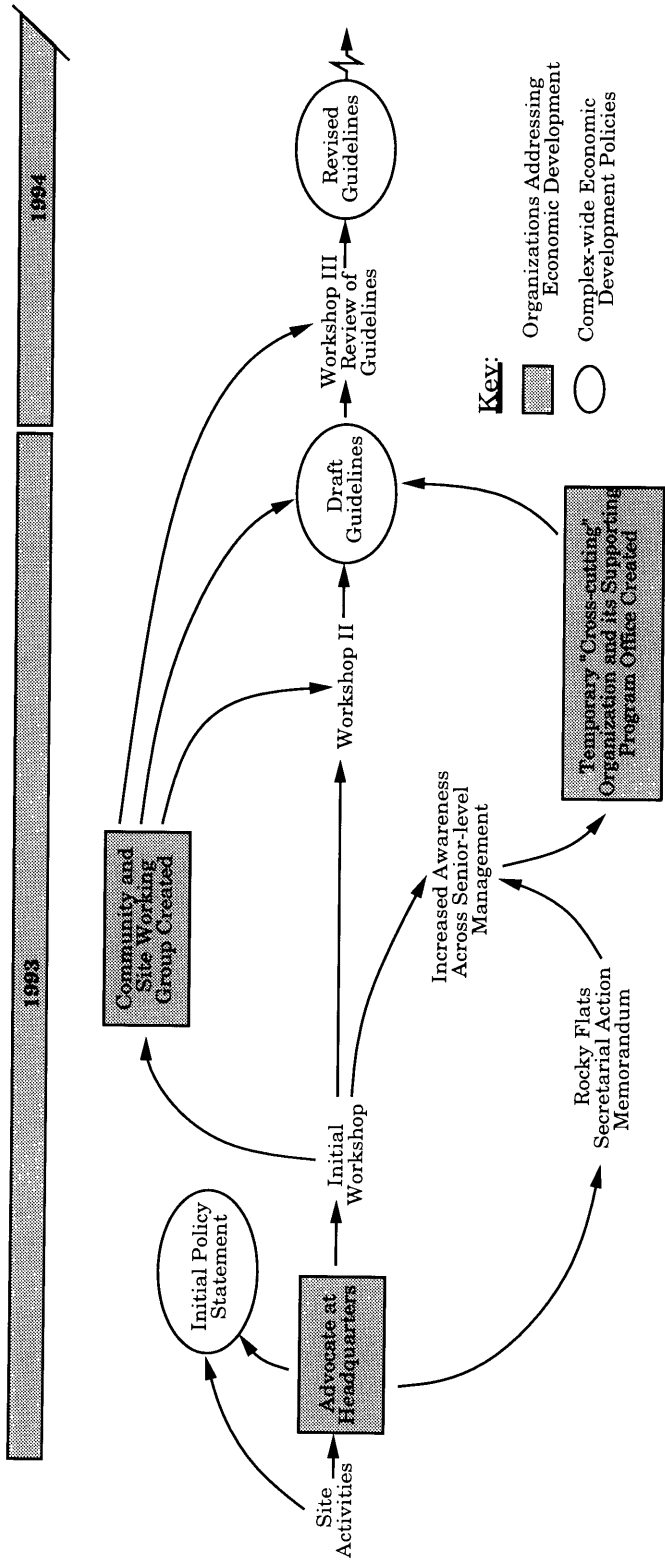 1993
1994
Site
Activities
Advocate at
Headquarters
Initial Policy
Statement
Initial
Workshop
Community and
Site Working
Group Created
Rocky Flats
Secretarial Action
Memorandum
Increased Awareness
Across Senior-level
Management
Workshop II
Temporary "Cross-cutting"
Organization and its Supporting
Program Office Created
Draft
Guidelines
Workshop III
Review of
Guidelines
Revised
Guidelines
Key:
Organizations Addressing
Economic Development
Complex-wide Economic
Development Policies